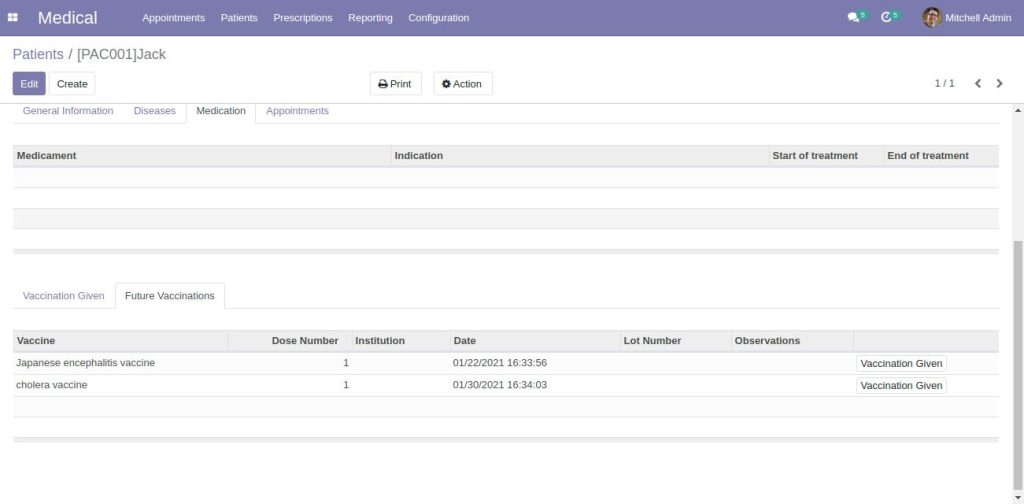 Medical Appointments Patients Prescriptions Reporting Configuration 5 5 Mitchell Admin
Patients / [PAC001]Jack
Edit Create Print Action 1 / 1
General Information Diseases Medication Appointments
Medicament Indication Start of treatment End of treatment
Vaccination Given Future Vaccinations
Vaccine Dose Number Institution Date Lot Number Observations
Japanese encephalitis vaccine 1 01/22/2021 16:33:56 Vaccination Given
cholera vaccine 1 01/30/2021 16:34:03 Vaccination Given